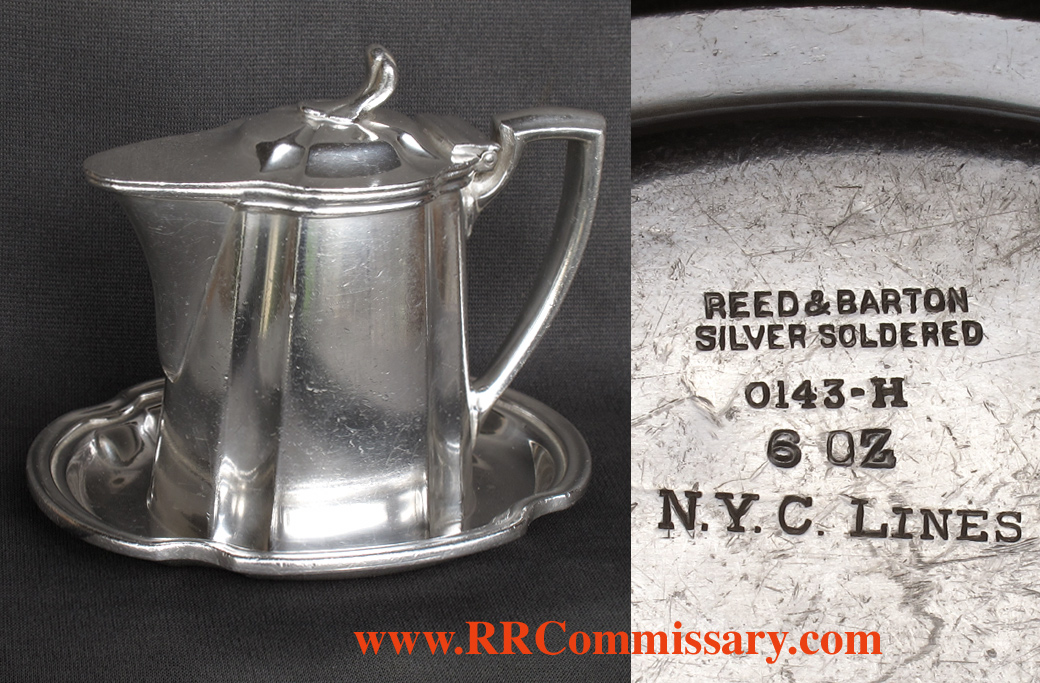 REED & BARTON
SILVER SOLDERED
0143-H
6 OZ
N.Y.C. LINES
www.RRCommissary.com